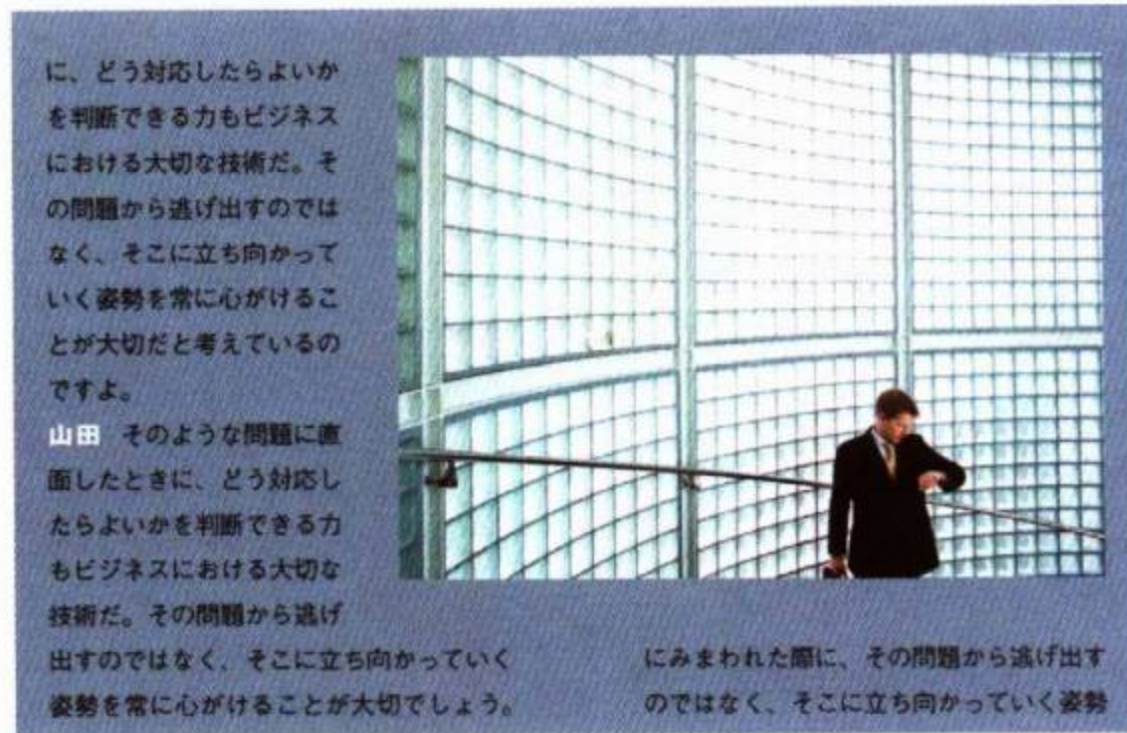 に、どう対応したらよいか
を判断できる力もビジネス
における大切な技術だ。そ
の問題から逃げ出すのでは
なく、そこに立ち向かって
いく姿勢を常に心がけるこ
とが大切だと考えているの
ですよ。
山田 そのような問題に直
面したときに、どう対応し
たらよいかを判断できる力
もビジネスにおける大切な
技術だ。その問題から逃げ
出すのではなく、そこに立ち向かっていく
姿勢を常に心がけることが大切でしょう。
にみまわれた際に、その問題から逃げ出す
のではなく、そこに立ち向かっていく姿勢